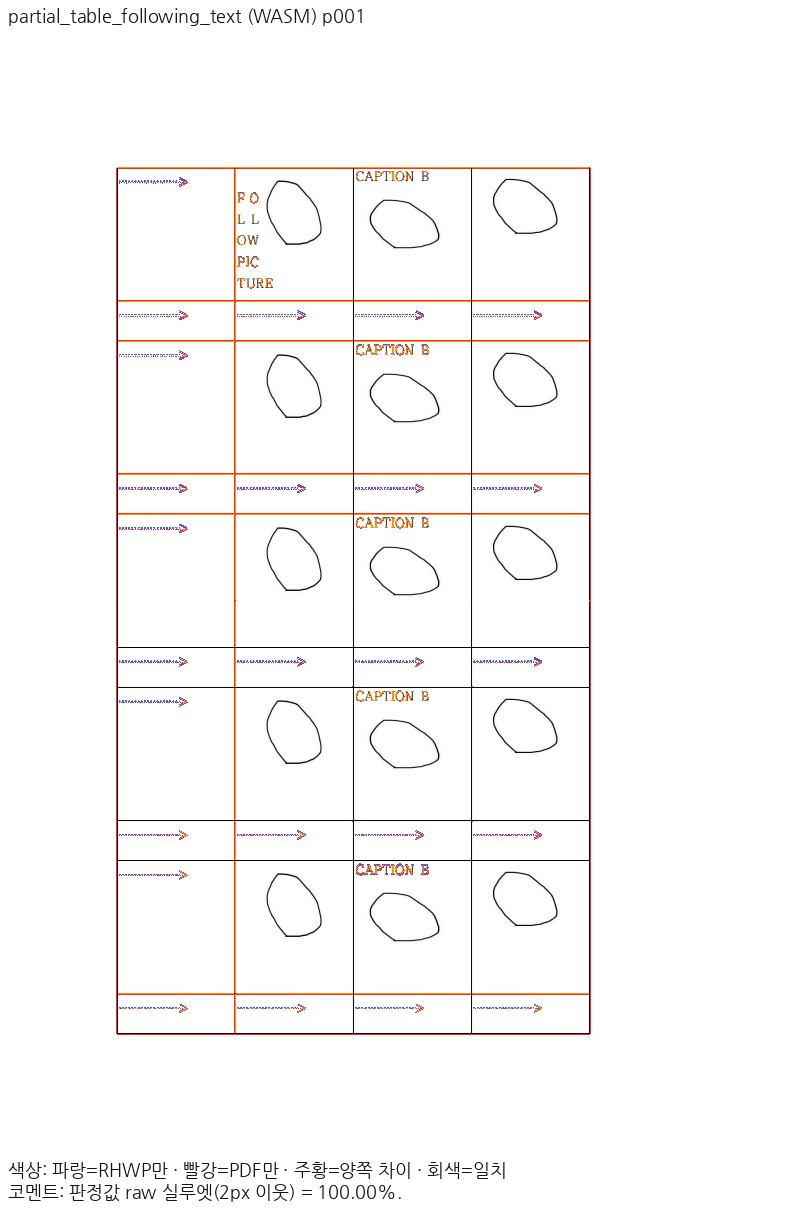 partial_table_following_text (WASM) p001
CAPTION B
F O
L L
OW
PIC
TURE
CAPTION B
CAPTION B
CAPTION B
CAPTION B
색상: 파랑=RHWP만 · 빨강=PDF만 · 주황=양쪽 차이 · 회색=일치
코멘트: 판정값 raw 실루엣(2px 이웃) = 100.00%.